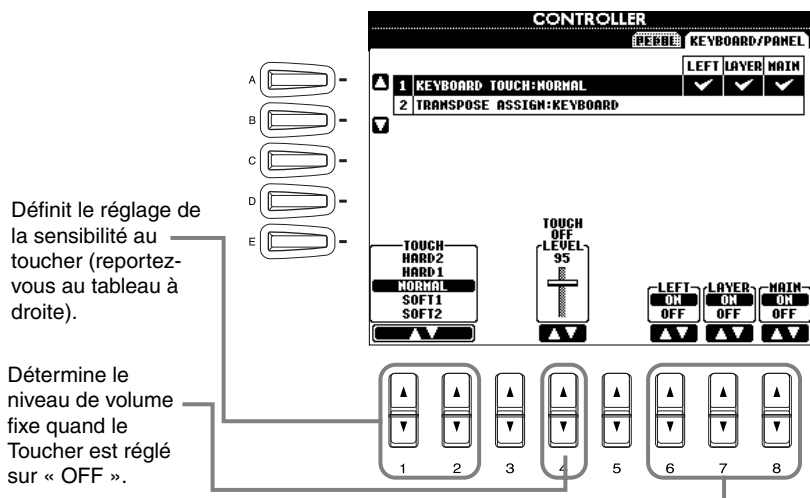 CONTROLLER
PEDAL KEYBOARD/PANEL
LEFT LAYER MAIN
1 KEYBOARD TOUCH:NORMAL
2 TRANSPOSE ASSIGN:KEYBOARD
A
B
C
D
E
Définit le réglage de
la sensibilité au
toucher (reportez-
vous au tableau à
droite).
TOUCH
HARD2
HARD1
NORMAL
SOFT1
SOFT2
TOUCH
OFF
LEVEL
95
LEFT LAYER MAIN
ON ON ON
OFF OFF OFF
Détermine le
niveau de volume
fixe quand le
Toucher est réglé
sur « OFF ».
1 2 3 4 5 6 7 8